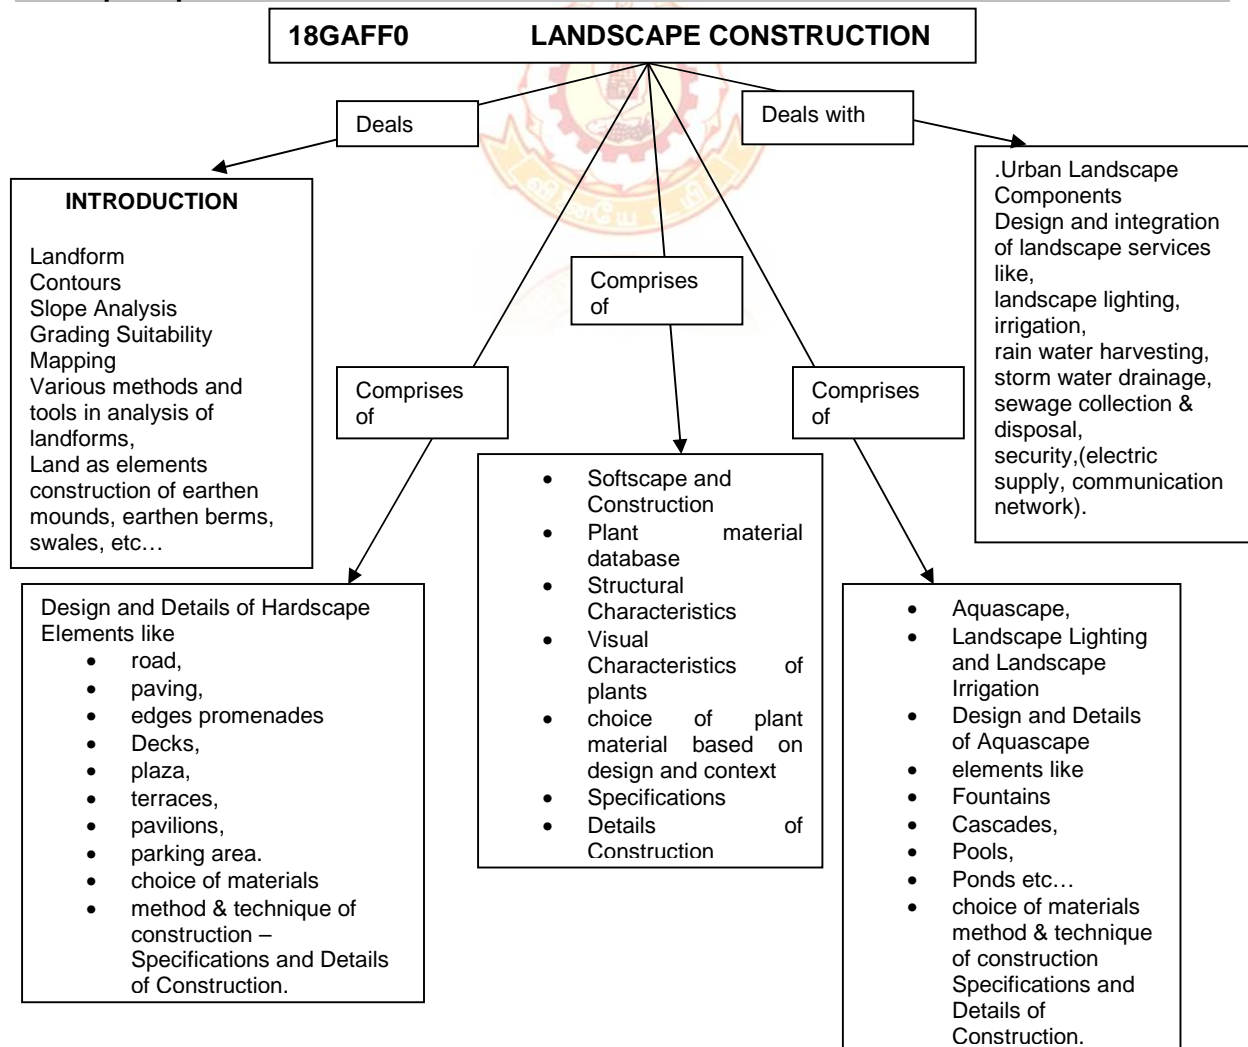 18GAFF0 LANDSCAPE CONSTRUCTION
Deals
Deals with
INTRODUCTION
Landform
Contours
Slope Analysis
Grading Suitability
Mapping
Various methods and
tools in analysis of
landforms,
Land as elements
construction of earthen
mounds, earthen berms,
swales, etc…
.Urban Landscape
Components
Design and integration
of landscape services
like,
landscape lighting,
irrigation,
rain water harvesting,
storm water drainage,
sewage collection &
disposal,
security,(electric
supply, communication
network).
Comprises
of
Comprises
of
Comprises
of
Design and Details of Hardscape
Elements like
• road,
• paving,
• edges promenades
• Decks,
• plaza,
• terraces,
• pavilions,
• parking area.
• choice of materials
• method & technique of
construction –
Specifications and Details
of Construction.
• Softscape and
Construction
• Plant material
database
• Structural
Characteristics
• Visual
Characteristics of
plants
• choice of plant
material based on
design and context
• Specifications
• Details of
Construction
• Aquascape,
• Landscape Lighting
and Landscape
Irrigation
• Design and Details
of Aquascape
• elements like
• Fountains
• Cascades,
• Pools,
• Ponds etc…
• choice of materials
method & technique
of construction
Specifications and
Details of
Construction.